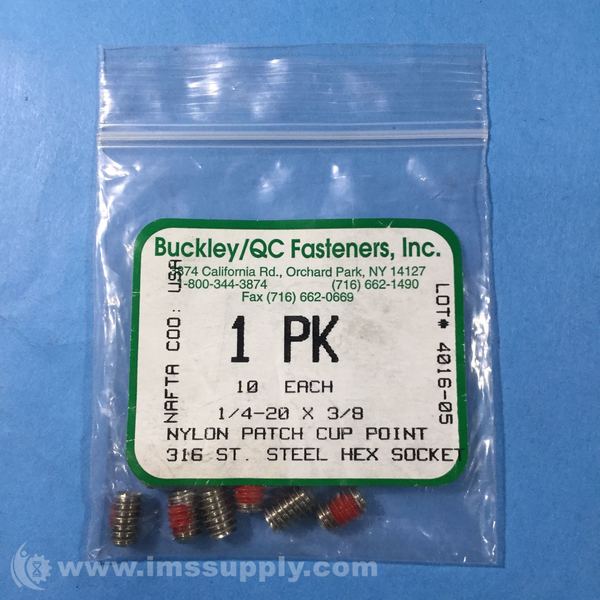 Buckley/QC Fasteners, Inc.
874 California Rd., Orchard Park, NY 14127
-800-344-3874 (716) 662-1490
Fax (716) 662-0669
NAFTA COO: USA
LOT# 4016-05
1 PK
10 EACH
1/4-20 X 3/8
NYLON PATCH CUP POINT
316 ST. STEEL HEX SOCKET
www.imssupply.com/